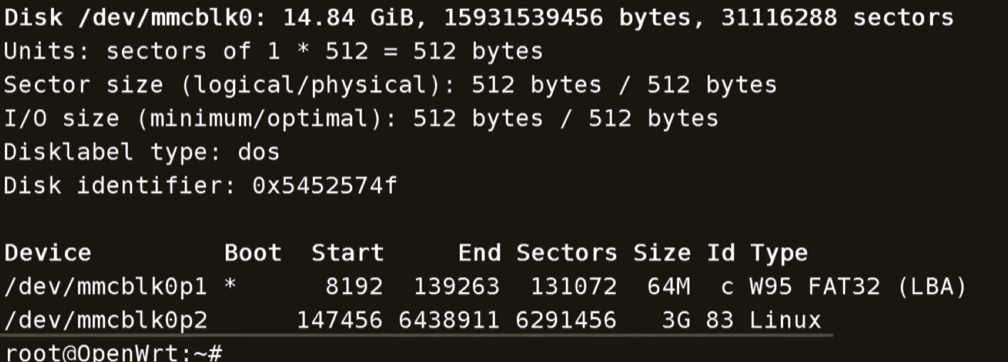 Disk /dev/mmcblk0: 14.84 GiB, 15931539456 bytes, 31116288 sectors
Units: sectors of 1 * 512 = 512 bytes
Sector size (logical/physical): 512 bytes / 512 bytes
I/O size (minimum/optimal): 512 bytes / 512 bytes
Disklabel type: dos
Disk identifier: 0x5452574f
Device Boot Start End Sectors Size Id Type
/dev/mmcblk0p1 * 8192 139263 131072 64M c W95 FAT32 (LBA)
/dev/mmcblk0p2 147456 6438911 6291456 3G 83 Linux
root@OpenWrt:~#